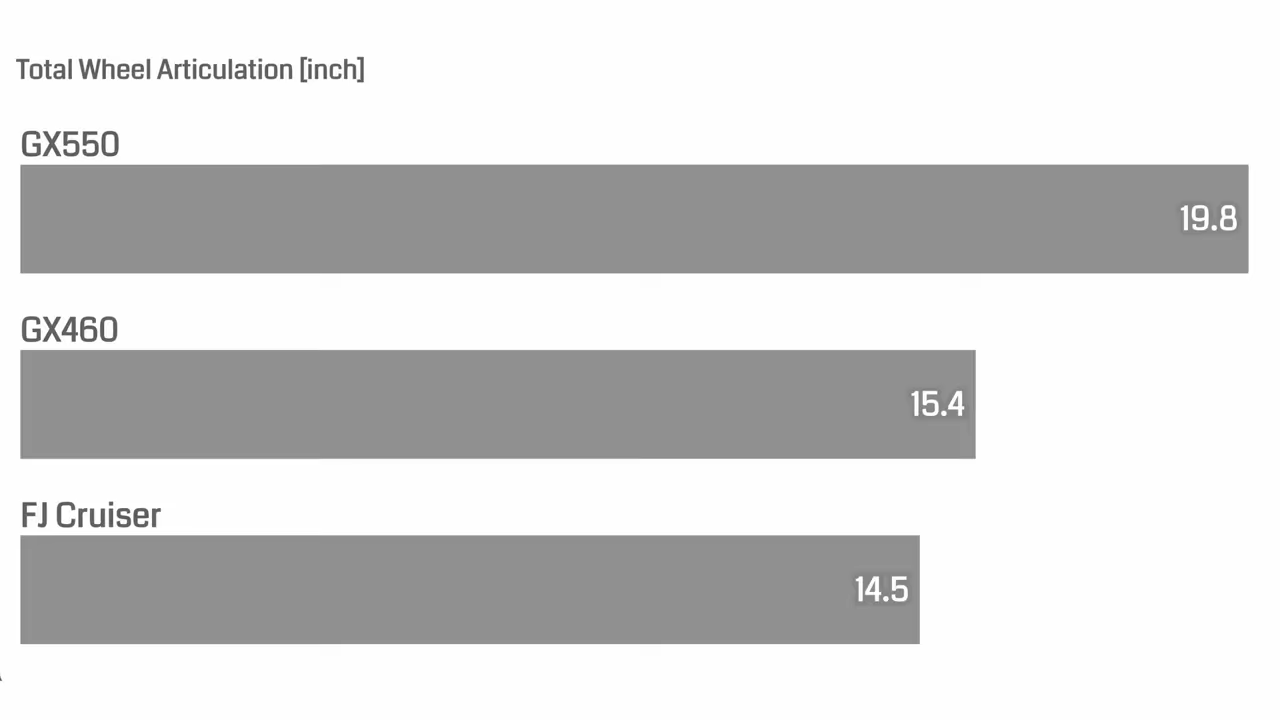 Total Wheel Articulation [inch]
GX550
19.8
GX460
15.4
FJ Cruiser
14.5